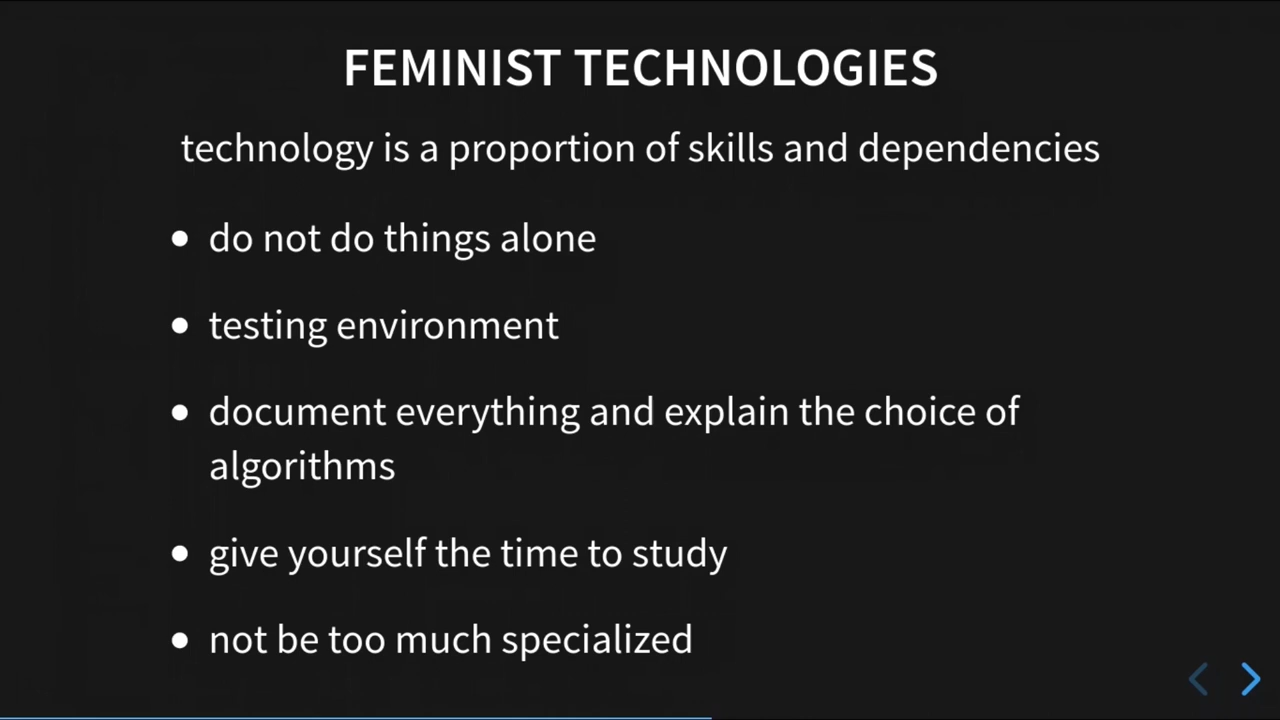 FEMINIST TECHNOLOGIES
technology is a proportion of skills and dependencies
• do not do things alone
• testing environment
• document everything and explain the choice of
algorithms
• give yourself the time to study
• not be too much specialized